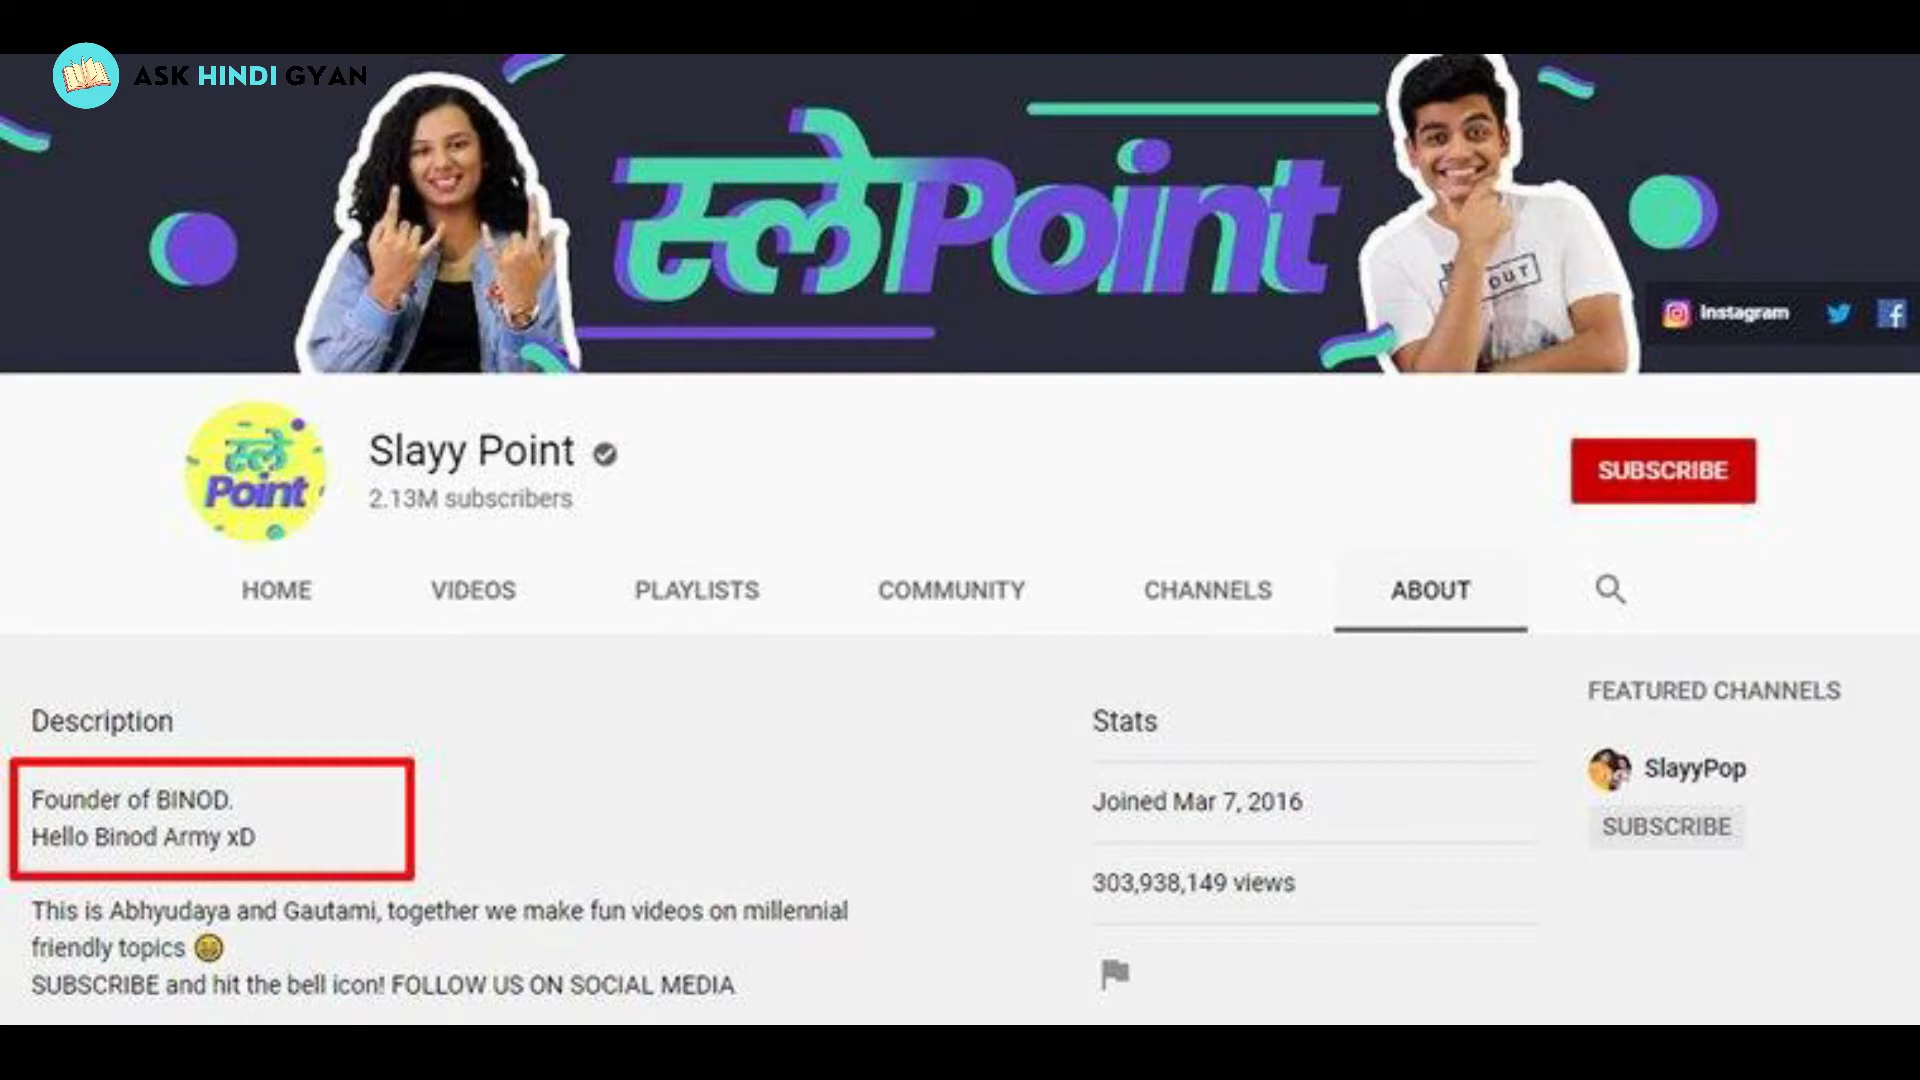 ASK HINDI GYAN
स्लेPoint
OUR
Instagram
स्ले
Point
Slayy Point
2.13M subscribers
SUBSCRIBE
HOME
VIDEOS
PLAYLISTS
COMMUNITY
CHANNELS
ABOUT
Description
Founder of BINOD.
Hello Binod Army xD
This is Abhyudaya and Gautami, together we make fun videos on millennial
friendly topics 😄
SUBSCRIBE and hit the bell icon! FOLLOW US ON SOCIAL MEDIA
Stats
Joined Mar 7, 2016
303,938,149 views
FEATURED CHANNELS
SlayyPop
SUBSCRIBE